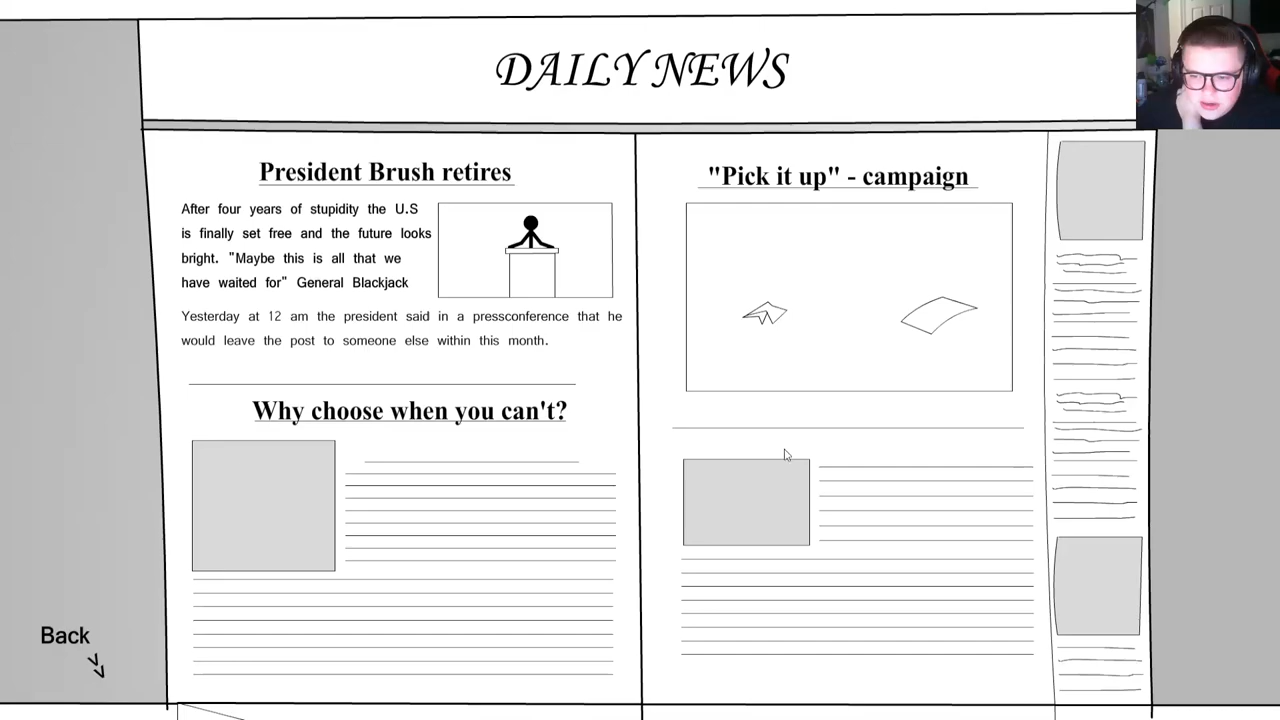 DAILY NEWS
President Brush retires
After four years of stupidity the U.S
is finally set free and the future looks
bright. "Maybe this is all that we
have waited for" General Blackjack
Yesterday at 12 am the president said in a pressconference that he
would leave the post to someone else within this month.
Why choose when you can't?
"Pick it up" - campaign
Back